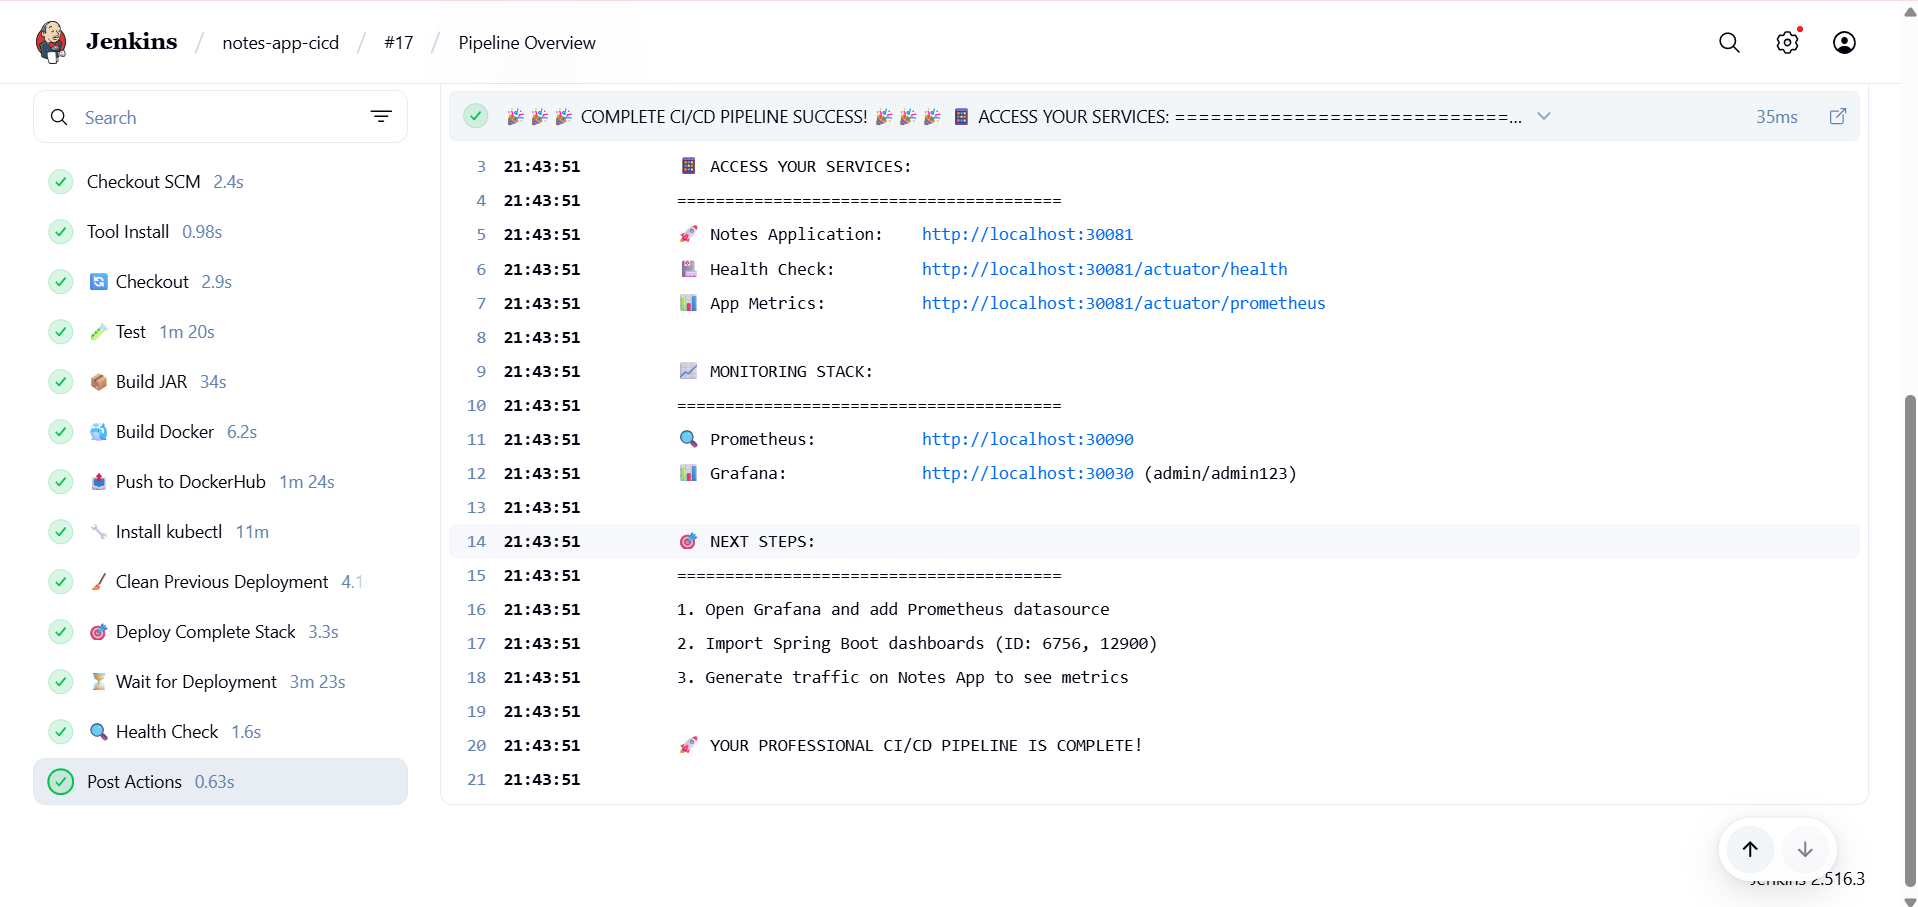 Jenkins / notes-app-cicd / #17 / Pipeline Overview
Search
Checkout SCM 2.4s
Tool Install 0.98s
🔄 Checkout 2.9s
🧪 Test 1m 20s
📦 Build JAR 34s
🐳 Build Docker 6.2s
📤 Push to DockerHub 1m 24s
🔧 Install kubectl 11m
🧹 Clean Previous Deployment 4.1
🎯 Deploy Complete Stack 3.3s
⏳ Wait for Deployment 3m 23s
🔍 Health Check 1.6s
Post Actions 0.63s
🎉 🎉 🎉 COMPLETE CI/CD PIPELINE SUCCESS! 🎉 🎉 🎉 📱 ACCESS YOUR SERVICES: ============================... 35ms
3 21:43:51 📱 ACCESS YOUR SERVICES:
4 21:43:51 ========================================
5 21:43:51 🚀 Notes Application: http://localhost:30081
6 21:43:51 🏥 Health Check: http://localhost:30081/actuator/health
7 21:43:51 📊 App Metrics: http://localhost:30081/actuator/prometheus
8 21:43:51
9 21:43:51 📈 MONITORING STACK:
10 21:43:51 ========================================
11 21:43:51 🔍 Prometheus: http://localhost:30090
12 21:43:51 📊 Grafana: http://localhost:30030 (admin/admin123)
13 21:43:51
14 21:43:51 🎯 NEXT STEPS:
15 21:43:51 ========================================
16 21:43:51 1. Open Grafana and add Prometheus datasource
17 21:43:51 2. Import Spring Boot dashboards (ID: 6756, 12900)
18 21:43:51 3. Generate traffic on Notes App to see metrics
19 21:43:51
20 21:43:51 🚀 YOUR PROFESSIONAL CI/CD PIPELINE IS COMPLETE!
21 21:43:51
Jenkins 2.516.3